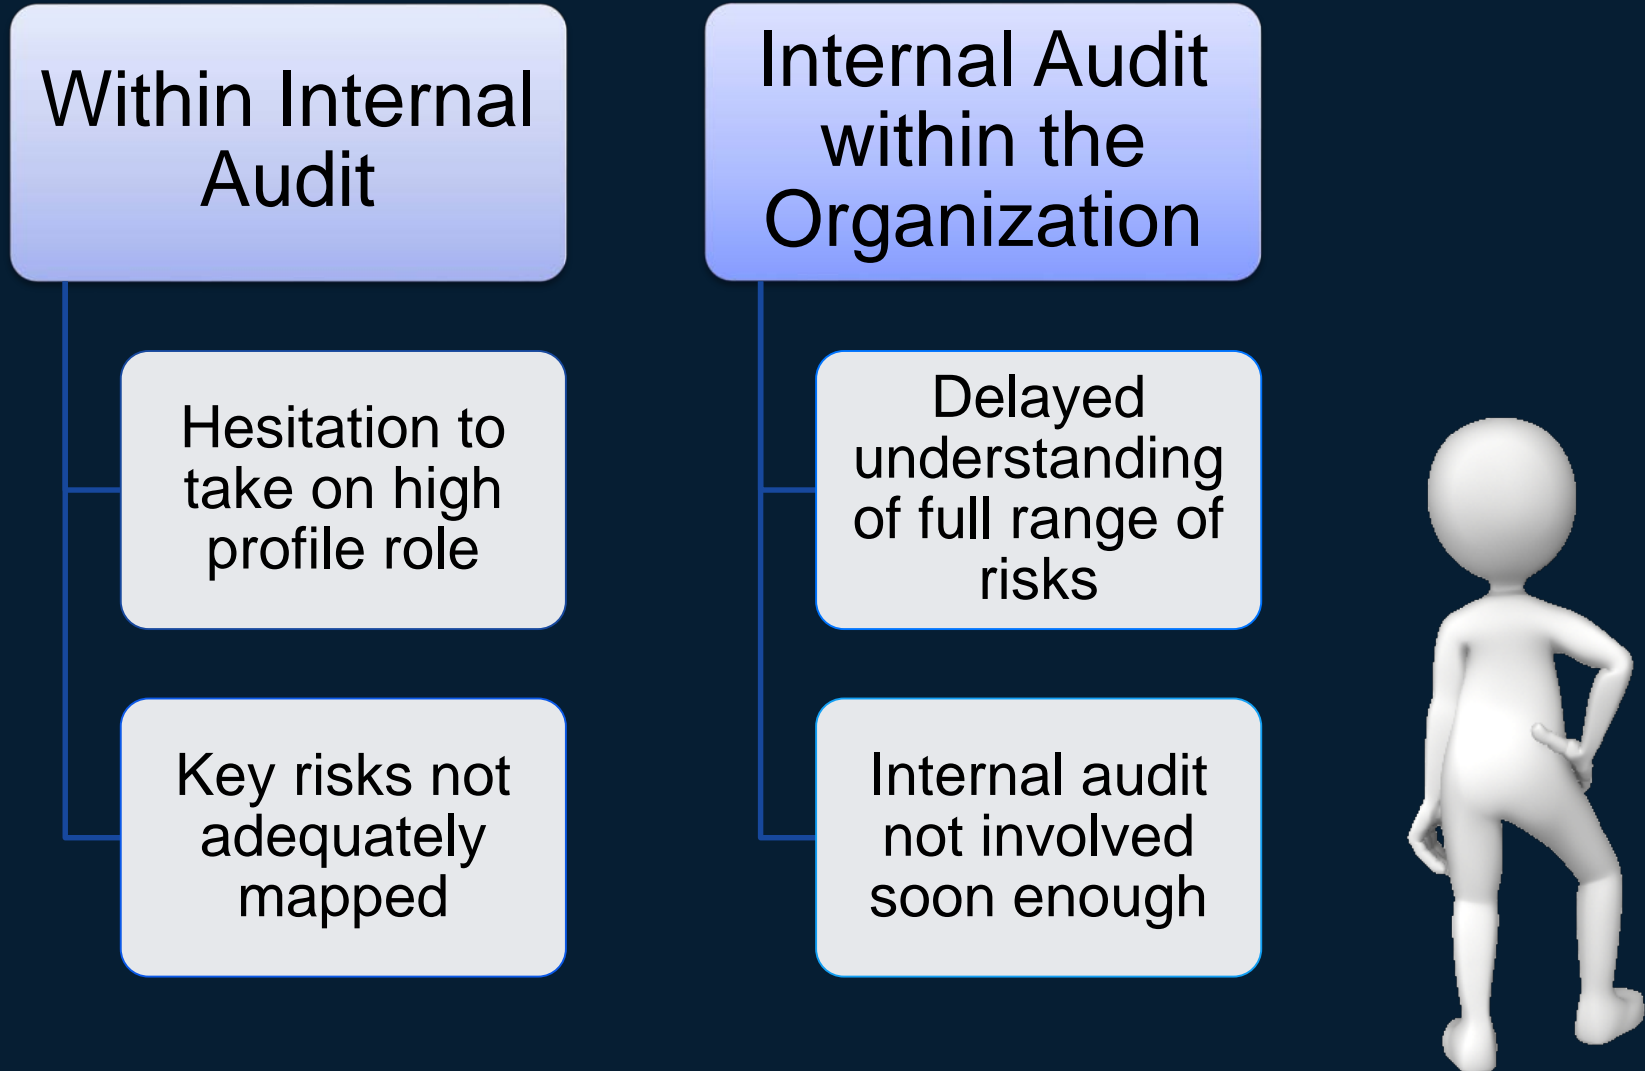 Within Internal
Audit
Hesitation to
take on high
profile role
Key risks not
adequately
mapped
Internal Audit
within the
Organization
Delayed
understanding
of full range of
risks
Internal audit
not involved
soon enough